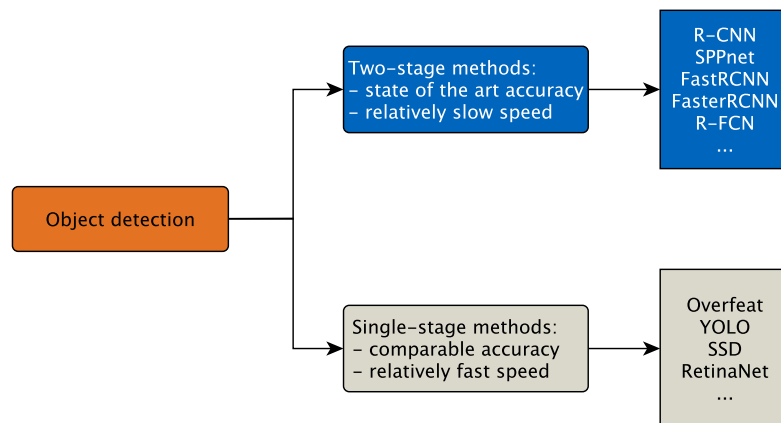 Object detection
Two-stage methods:
- state of the art accuracy
- relatively slow speed
R-CNN
SPPnet
FastRCNN
FasterRCNN
R-FCN
...
Single-stage methods:
- comparable accuracy
- relatively fast speed
Overfeat
YOLO
SSD
RetinaNet
...